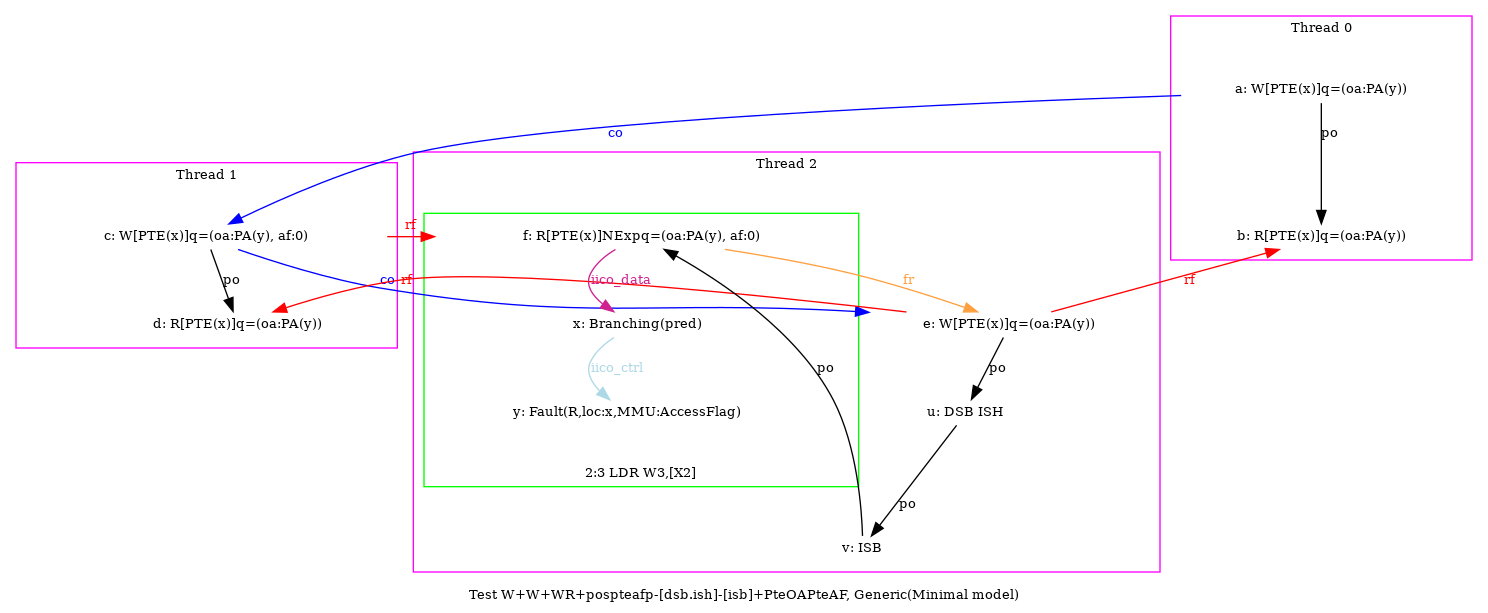 Thread 0
a: W[PTE(x)]q=(oa:PA(y))
co
po
Thread 2
Thread 1
c: W[PTE(x)]q=(oa:PA(y), af:0)
rf
f: R[PTE(x)]NExpq=(oa:PA(y), af:0)
b: R[PTE(x)]q=(oa:PA(y))
po
co
rf
iico_data
fr
rf
d: R[PTE(x)]q=(oa:PA(y))
x: Branching(pred)
e: W[PTE(x)]q=(oa:PA(y))
iico_ctrl
po
po
y: Fault(R,loc:x,MMU:AccessFlag)
u: DSB ISH
2:3 LDR W3,[X2]
po
v: ISB
Test W+W+WR+pospteafp-[dsb.ish]-[isb]+PteOAPteAF, Generic(Minimal model)